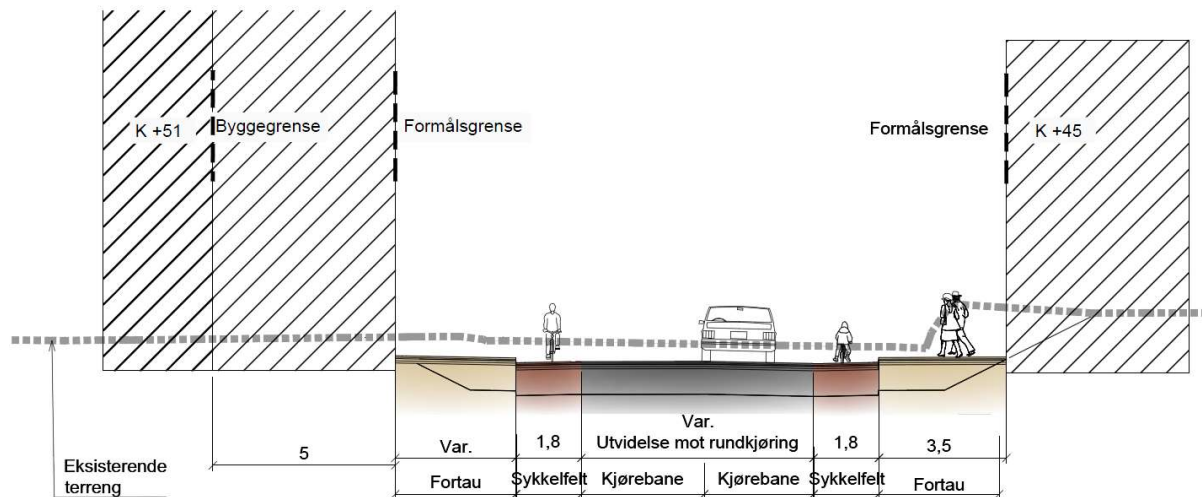 K +51
Byggegrense
Formålsgrense
Formålsgrense
K +45
Eksisterende
terreng
5
Var.
1,8
Var.
Utvidelse mot rundkjøring
1,8
3,5
Fortau
Sykkelfelt
Kjørebane
Kjørebane
Sykkelfelt
Fortau